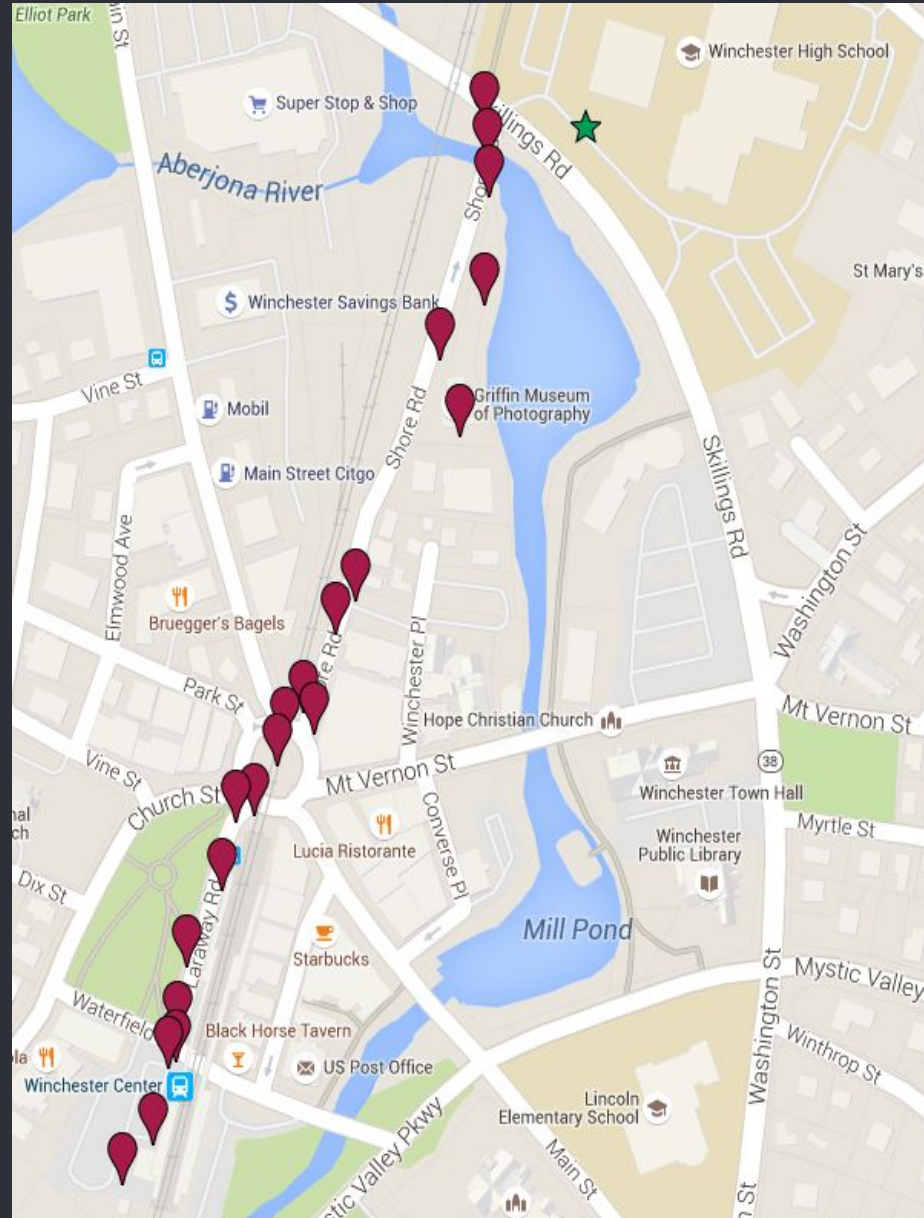 Elliot Park
Winchester High School
Super Stop & Shop
Skillings Rd
Aberjona River
Shore
St Mary's
Winchester Savings Bank
Vine St
Griffin Museum
of Photography
Mobil
Shore Rd
Main Street Citgo
Skillings Rd
Elmwood Ave
Washington St
Bruegger's Bagels
Winchester Pl
Park St
Hope Christian Church
Mt Vernon St
Mt Vernon St
38
Vine St
Church St
Winchester Town Hall
Lucia Ristorante
Converse Pl
Winchester
Public Library
Myrtle St
Dix St
Laraway Rd
Mill Pond
Starbucks
Washington St
Mystic Valley
Waterfield
Black Horse Tavern
Winthrop St
US Post Office
Winchester Center
Lincoln
Elementary School
stic Valley Pkwy
Main St